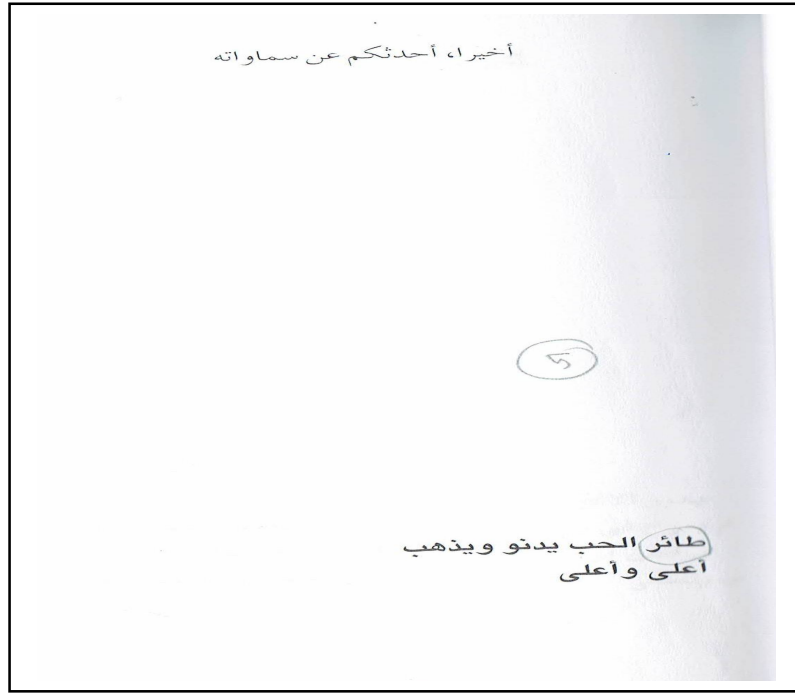 أخيرا، أحدثكم عن سماواته
5
طائر الحب يدنو ويذهب
أعلى وأعلى